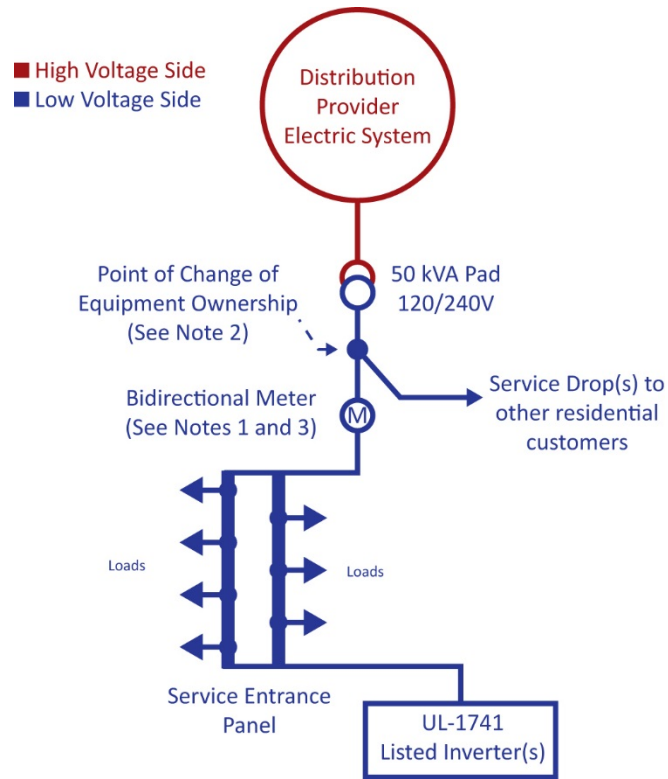 High Voltage Side
Low Voltage Side
Distribution
Provider
Electric System
Point of Change of
Equipment Ownership
(See Note 2)
50 kVA Pad
120/240V
Service Drop(s) to
other residential
customers
Bidirectional Meter
(See Notes 1 and 3)
M
Loads
Loads
Service Entrance
Panel
UL-1741
Listed Inverter(s)